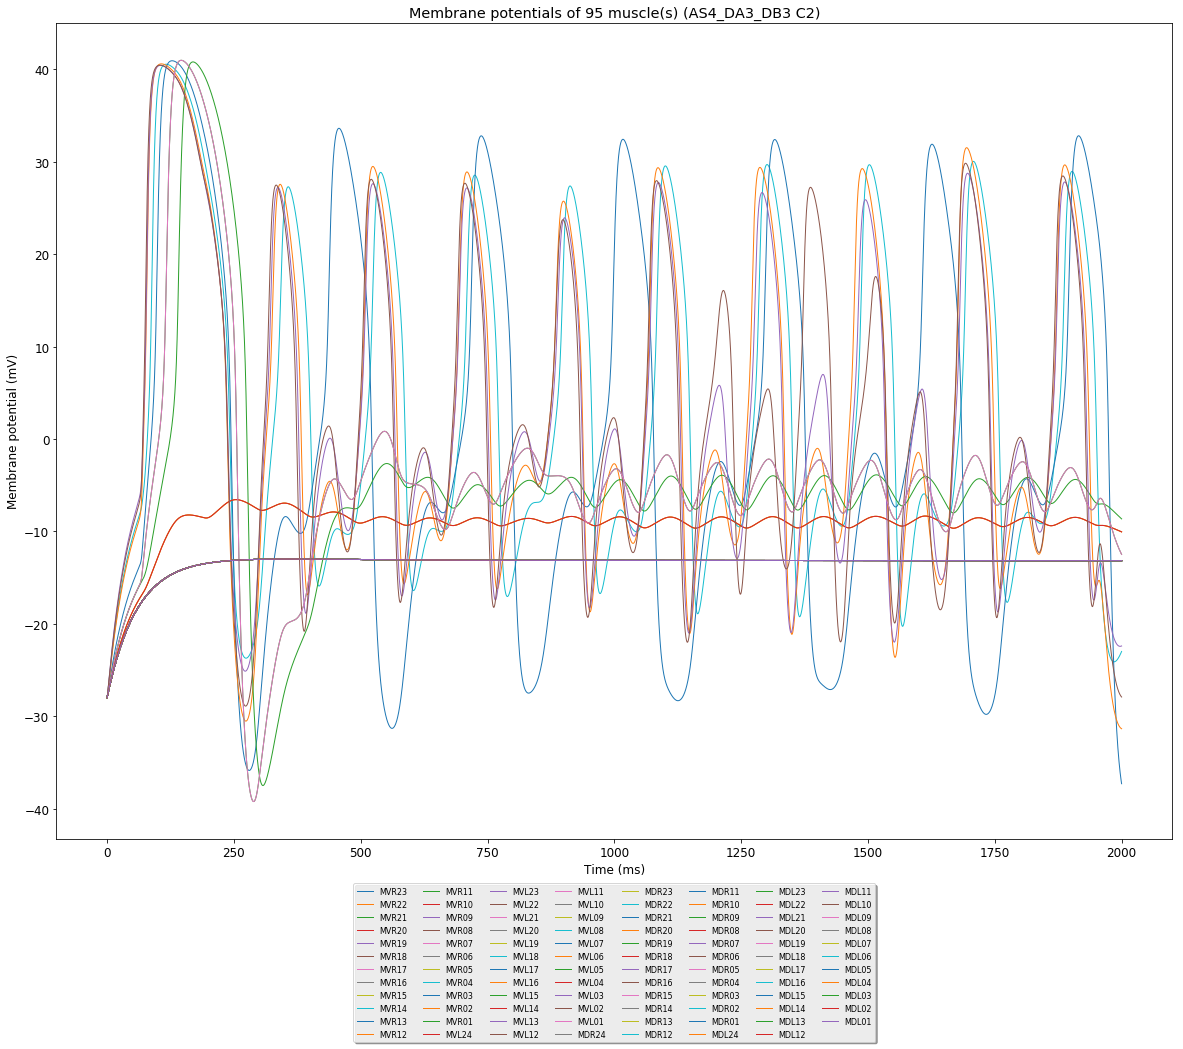 Membrane potentials of 95 muscle(s) (AS4_DA3_DB3 C2)
Membrane potential (mV)
40
30
20
10
0
−10
−20
−30
−40
0 250 500 750 1000 1250 1500 1750 2000
Time (ms)
MVR23 MVR11 MVL23 MVL11 MDR23 MDR11 MDL23 MDL11
MVR22 MVR10 MVL22 MVL10 MDR22 MDR10 MDL22 MDL10
MVR21 MVR09 MVL21 MVL09 MDR21 MDR09 MDL21 MDL09
MVR20 MVR08 MVL20 MVL08 MDR20 MDR08 MDL20 MDL08
MVR19 MVR07 MVL19 MVL07 MDR19 MDR07 MDL19 MDL07
MVR18 MVR06 MVL18 MVL06 MDR18 MDR06 MDL18 MDL06
MVR17 MVR05 MVL17 MVL05 MDR17 MDR05 MDL17 MDL05
MVR16 MVR04 MVL16 MVL04 MDR16 MDR04 MDL16 MDL04
MVR15 MVR03 MVL15 MVL03 MDR15 MDR03 MDL15 MDL03
MVR14 MVR02 MVL14 MVL02 MDR14 MDR02 MDL14 MDL02
MVR13 MVR01 MVL13 MVL01 MDR13 MDR01 MDL13 MDL01
MVR12 MVL24 MVL12 MDR24 MDR12 MDL24 MDL12